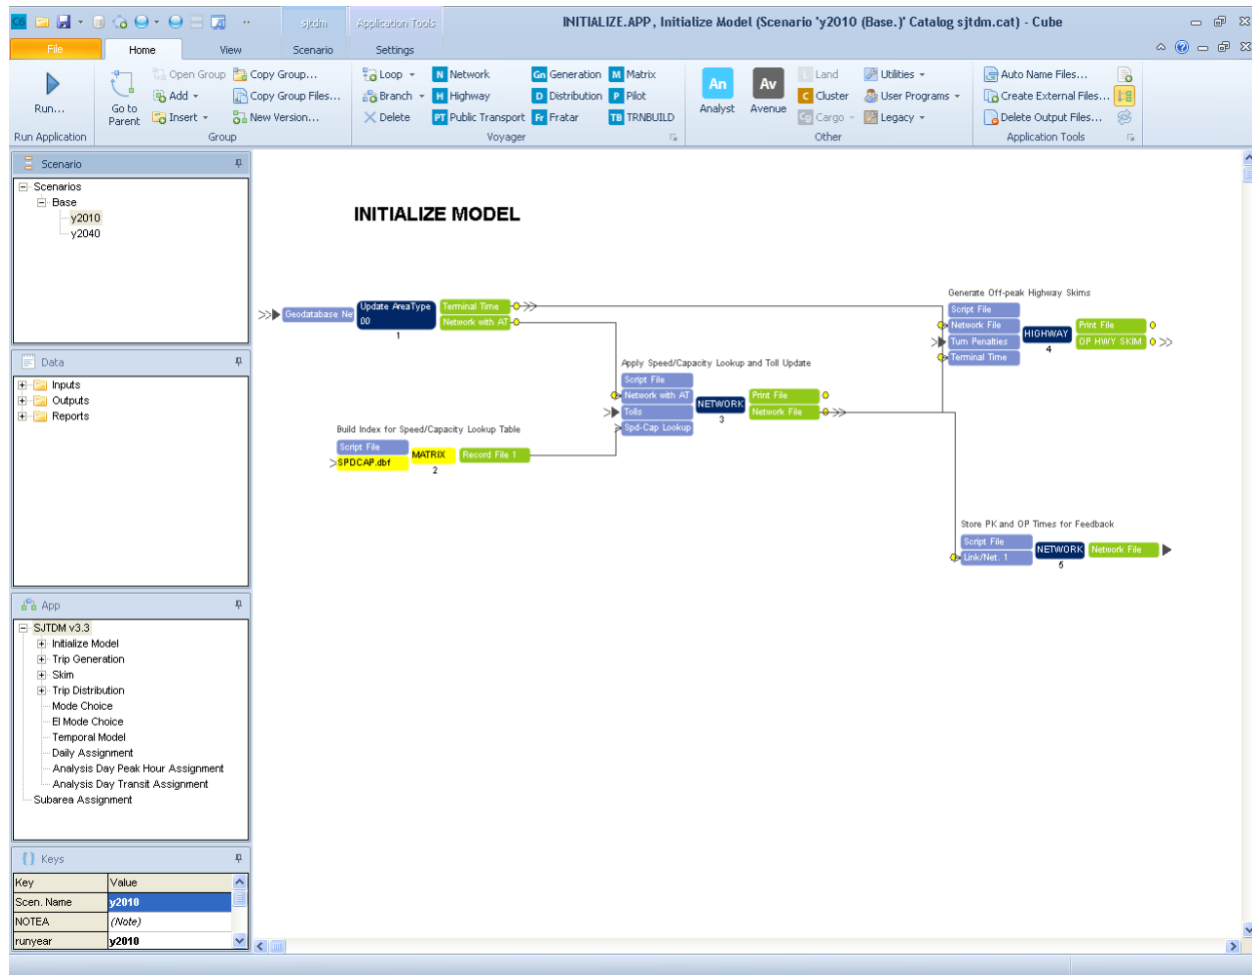 CS
sjtdm
Application Tools
INITIALIZE.APP , Initialize Model (Scenario 'y2010 (Base.)' Catalog sjtdm.cat) - Cube
File
Home
View
Scenario
Settings
Run...
Run Application
Go to Parent
Open Group
Add
Insert
Copy Group...
Copy Group Files...
New Version...
Group
Loop
Branch
Delete
N Network
H Highway
PT Public Transport
Gn Generation
D Distribution
Fr Fratar
M Matrix
P Pilot
TB TRNBUILD
Voyager
An
Analyst
Av
Avenue
L Land
C Cluster
Cg Cargo
Utilities
User Programs
Legacy
Other
Auto Name Files...
Create External Files...
Delete Output Files...
Application Tools
Scenario
Scenarios
Base
y2010
y2040
Data
Inputs
Outputs
Reports
App
SJTDM v3.3
Initialize Model
Trip Generation
Skim
Trip Distribution
Mode Choice
EI Mode Choice
Temporal Model
Daily Assignment
Analysis Day Peak Hour Assignment
Analysis Day Transit Assignment
Subarea Assignment
Keys
Key Value
Scen. Name y2010
NOTEA (Note)
runyear y2010
INITIALIZE MODEL
Geodatabase Ne
Update AreaType
00
1
Terminal Time
Network with AT
Build Index for Speed/Capacity Lookup Table
Script File
SPDCAP.dbf
MATRIX
2
Record File 1
Apply Speed/Capacity Lookup and Toll Update
Script File
Network with AT
Tolls
Spd-Cap Lookup
NETWORK
3
Print File
Network File
Generate Off-peak Highway Skims
Script File
Network File
Turn Penalties
Terminal Time
HIGHWAY
4
Print File
OP HWY SKIM
Store PK and OP Times for Feedback
Script File
Link/Net. 1
NETWORK
5
Network File